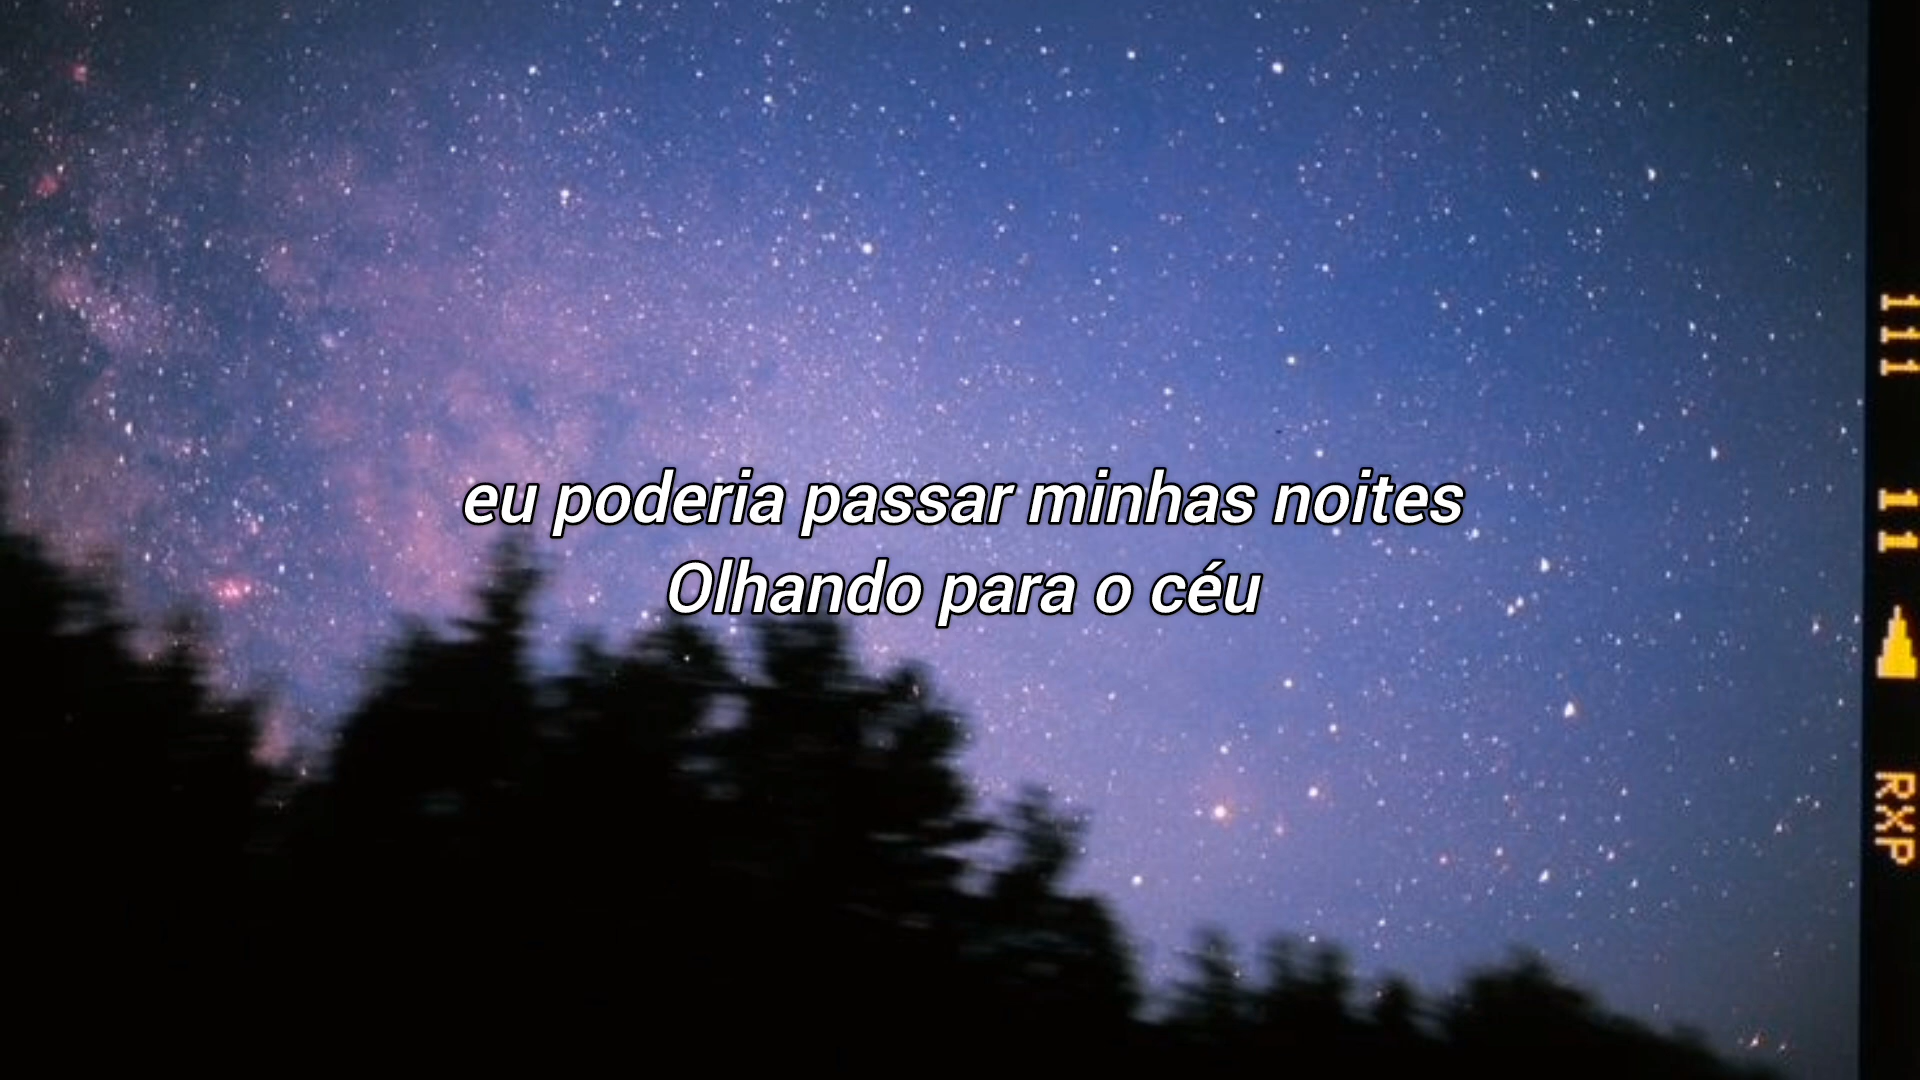 eu poderia passar minhas noites
Olhando para o céu
111
11
RXP